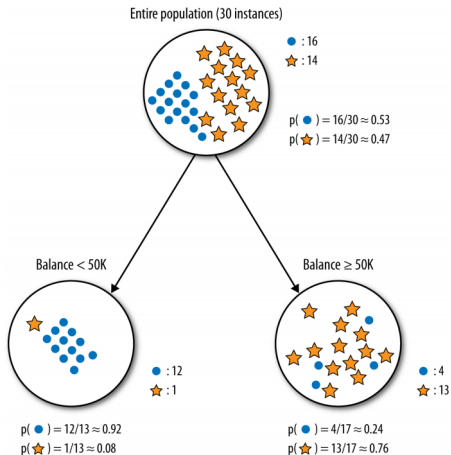 Entire population (30 instances)
: 16
: 14
p( ) = 16/30 ≈ 0.53
p( ) = 14/30 ≈ 0.47
Balance < 50K
Balance ≥ 50K
: 12
: 1
: 4
: 13
p( ) = 12/13 ≈ 0.92
p( ) = 1/13 ≈ 0.08
p( ) = 4/17 ≈ 0.24
p( ) = 13/17 ≈ 0.76